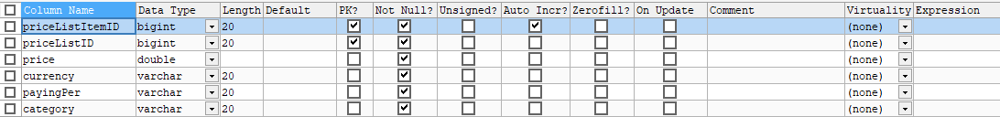 Column Name Data Type Length Default PK? Not Null? Unsigned? Auto Incr? Zerofill? On Update Comment Virtuality Expression
priceListItemID bigint 20 (none)
priceListID bigint 20 (none)
price double (none)
currency varchar 20 (none)
payingPer varchar 20 (none)
category varchar 20 (none)